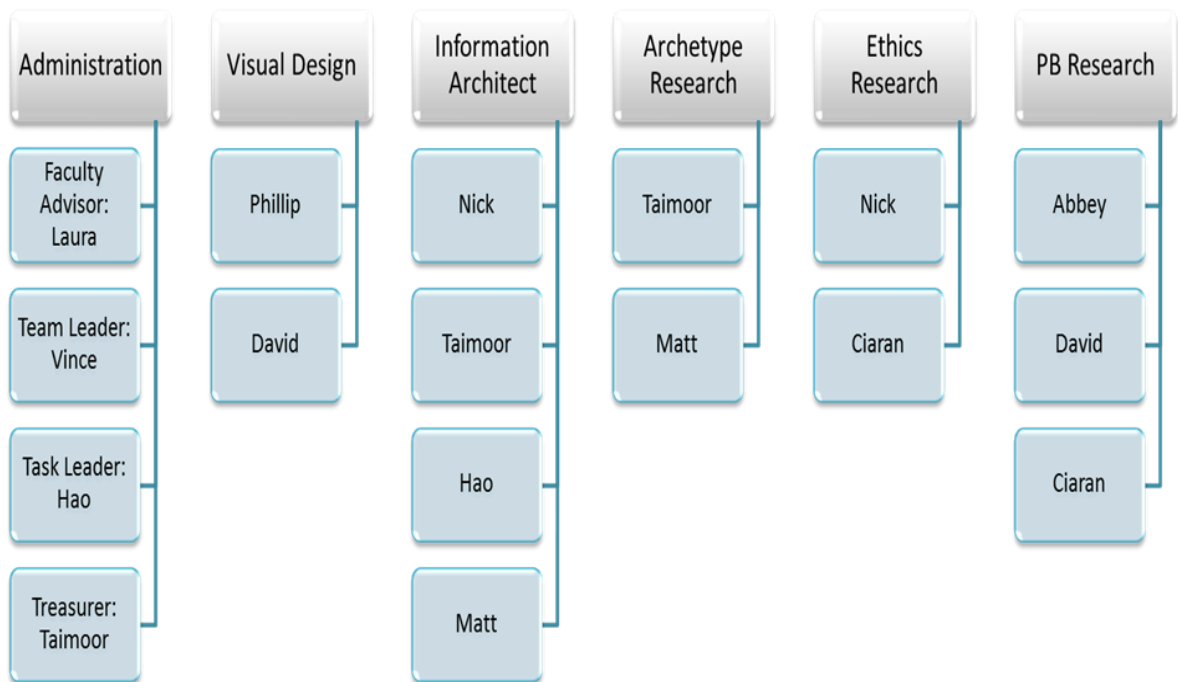 Administration
Faculty
Advisor:
Laura
Team Leader:
Vince
Task Leader:
Hao
Treasurer:
Taimoor
Visual Design
Phillip
David
Information
Architect
Nick
Taimoor
Hao
Matt
Archetype
Research
Taimoor
Matt
Ethics
Research
Nick
Ciaran
PB Research
Abbey
David
Ciaran